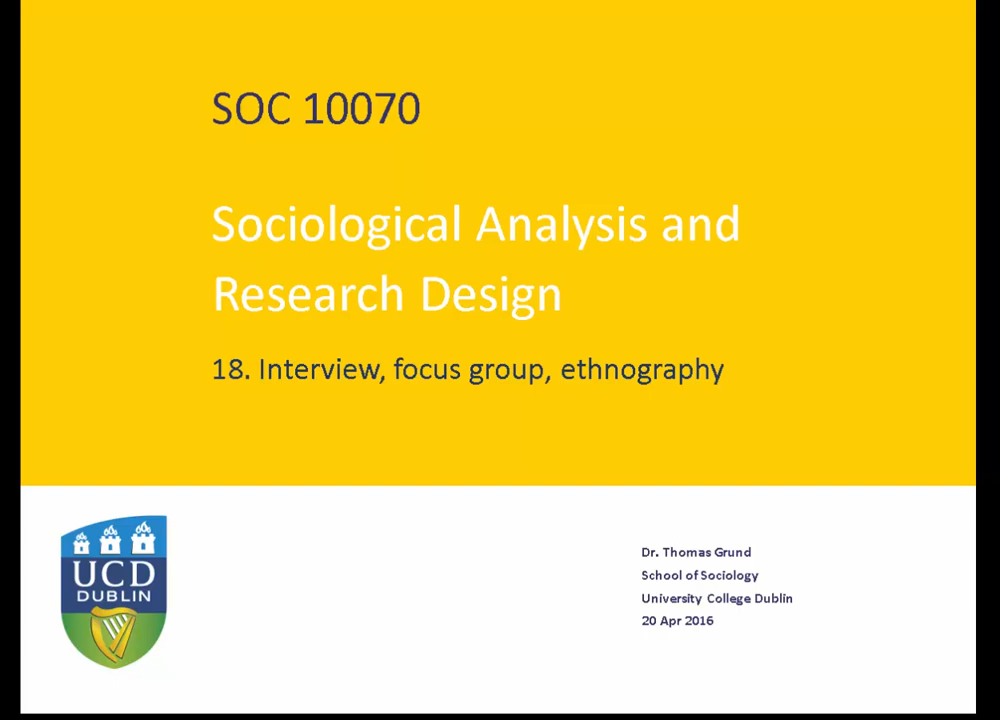 SOC 10070
Sociological Analysis and
Research Design
18. Interview, focus group, ethnography
UCD
DUBLIN
Dr. Thomas Grund
School of Sociology
University College Dublin
20 Apr 2016